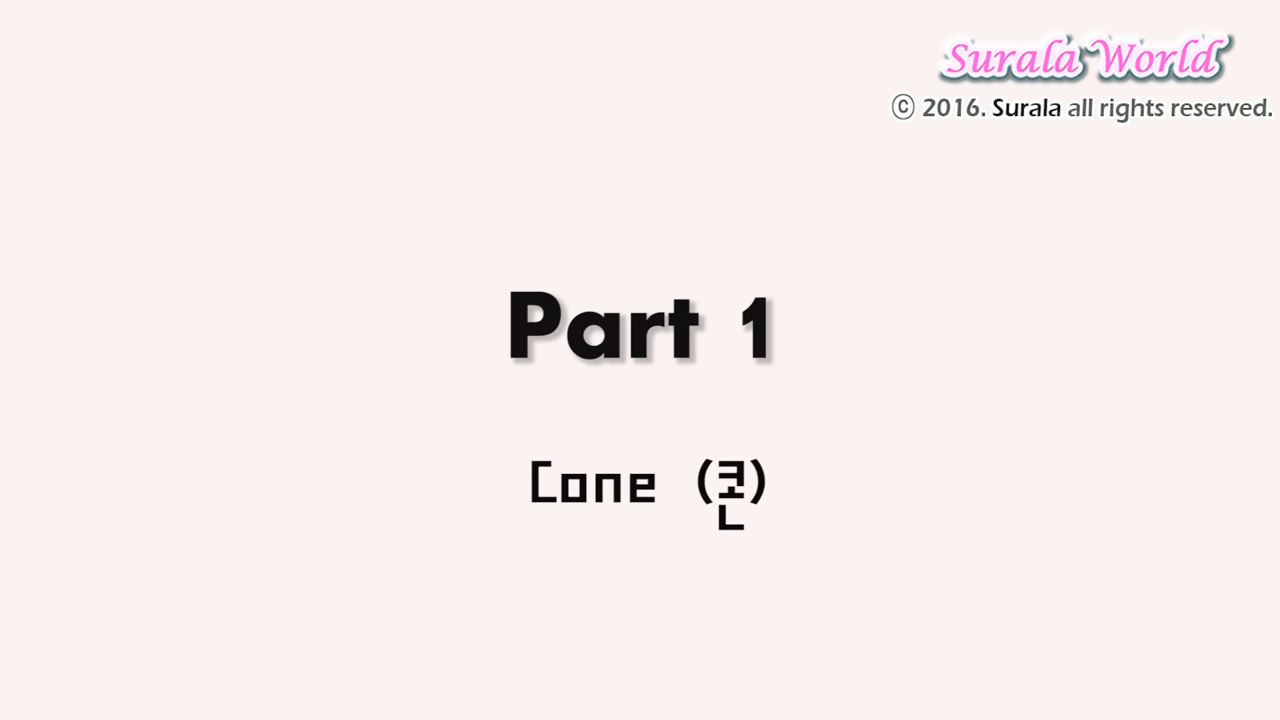 Surala World
ⓒ 2016. Surala all rights reserved.
Part 1
Cone (콘)